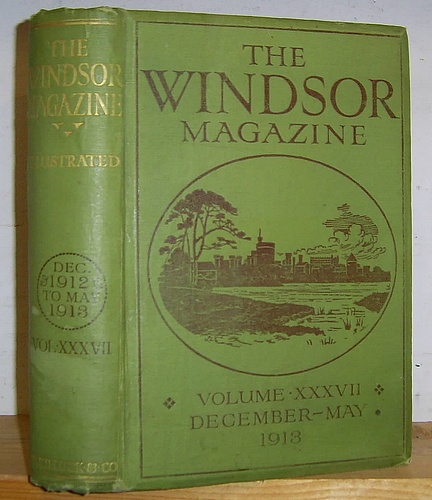 THE
WINDSOR
MAGAZINE
ILLUSTRATED
DEC.
1912
TO MAY
1913
VOL·XXXVII
& CO
THE
WINDSOR
MAGAZINE
VOLUME·XXXVII
DECEMBER–MAY
1913